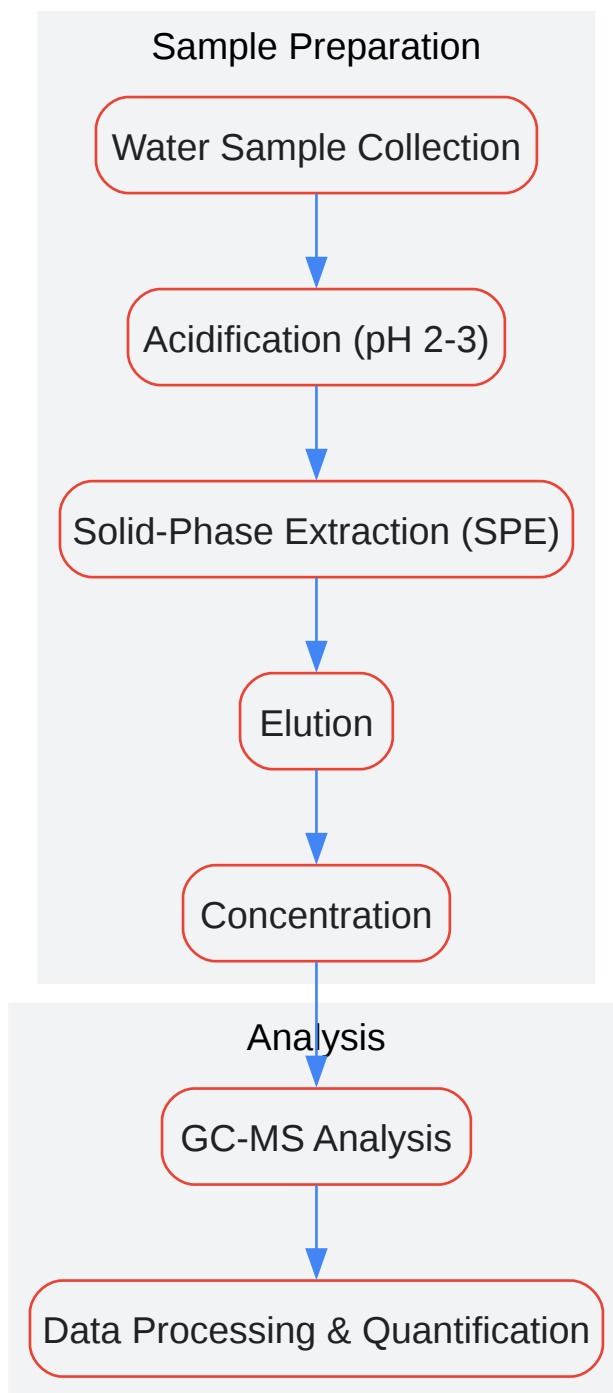 Sample Preparation
Water Sample Collection
Acidification (pH 2-3)
Solid-Phase Extraction (SPE)
Elution
Concentration
Analysis
GC-MS Analysis
Data Processing & Quantification